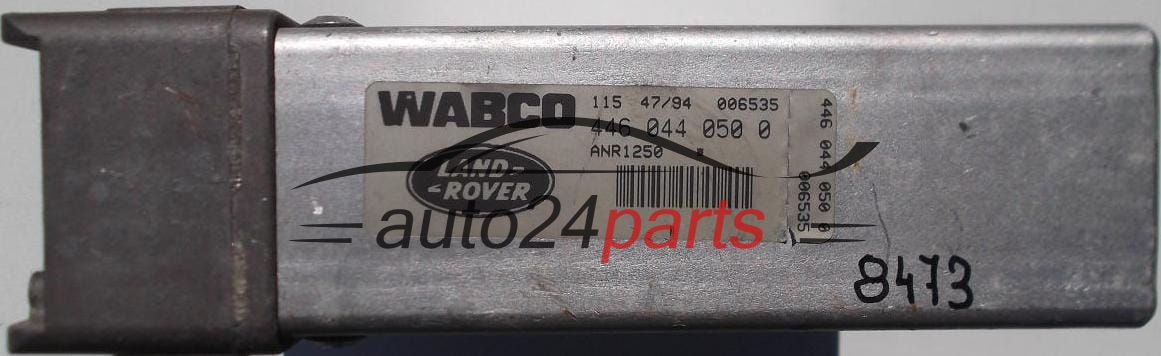 WABCO 115 47/94 006535
446 044 050 0
ANR1250 *
LAND-
ROVER
446 044 050 0
006535
auto24parts
8473